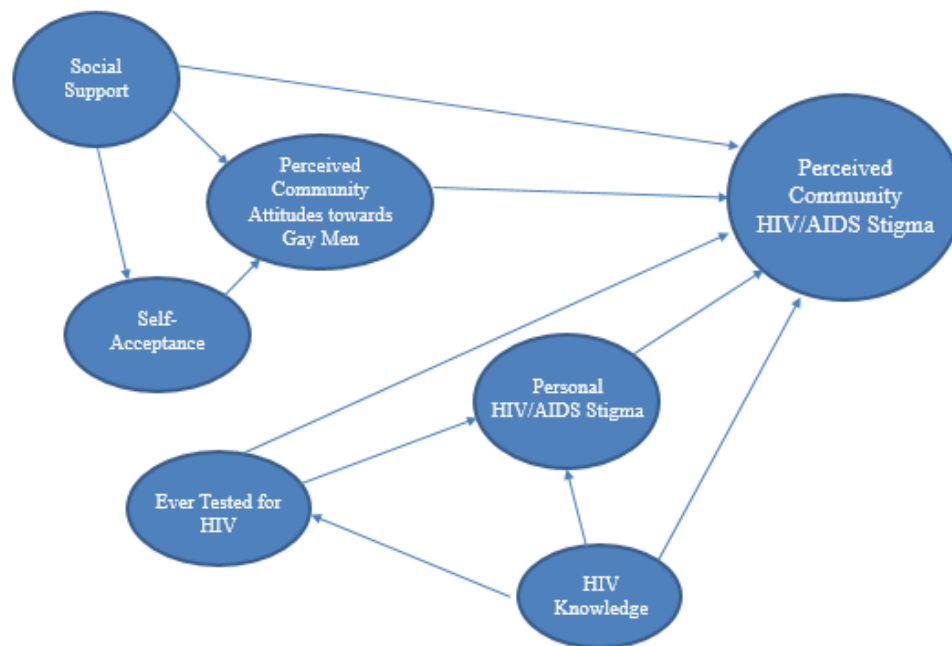 Social
Support
Perceived
Community
Attitudes towards
Gay Men
Perceived
Community
HIV/AIDS Stigma
Self-
Acceptance
Personal
HIV/AIDS Stigma
Ever Tested for
HIV
HIV
Knowledge